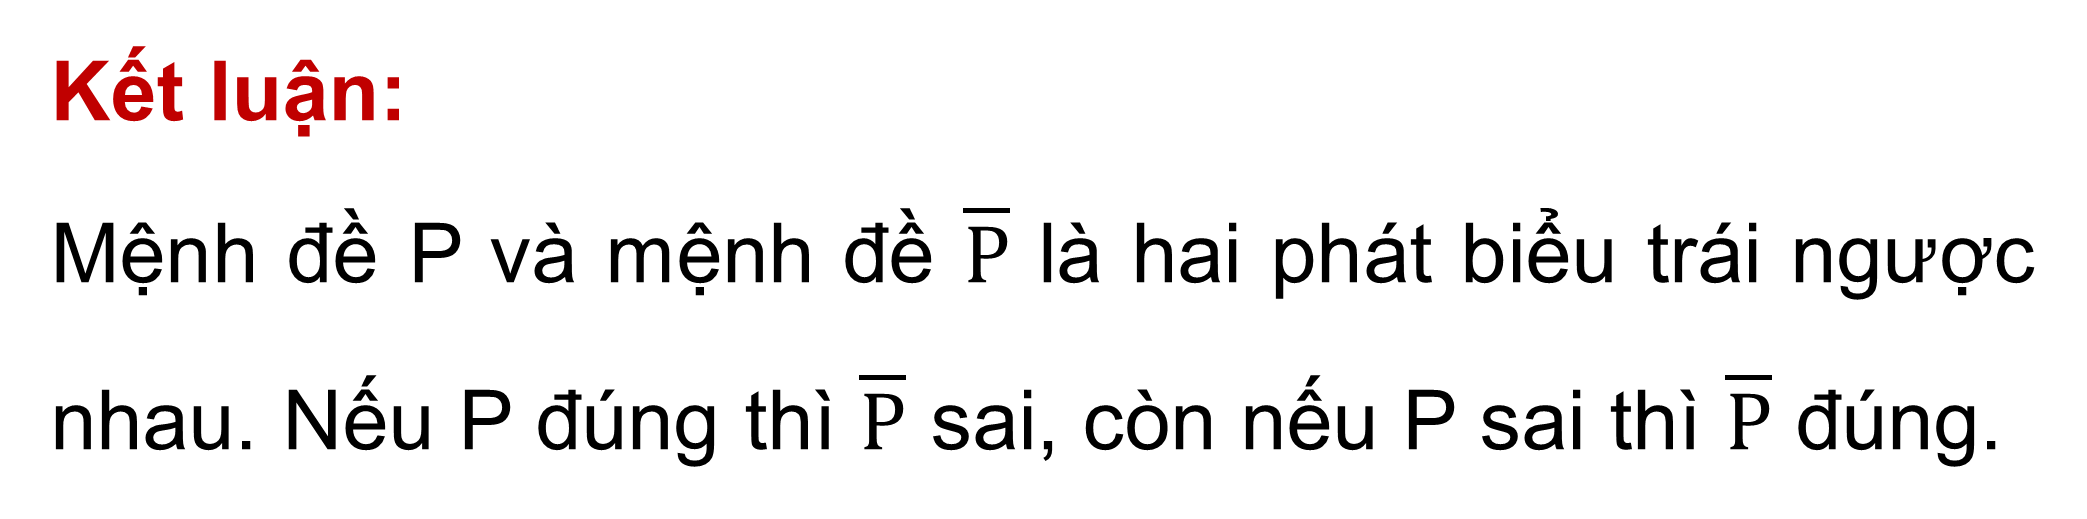 Kết luận:
Mệnh đề P và mệnh đề P̅ là hai phát biểu trái ngược
nhau. Nếu P đúng thì P̅ sai, còn nếu P sai thì P̅ đúng.